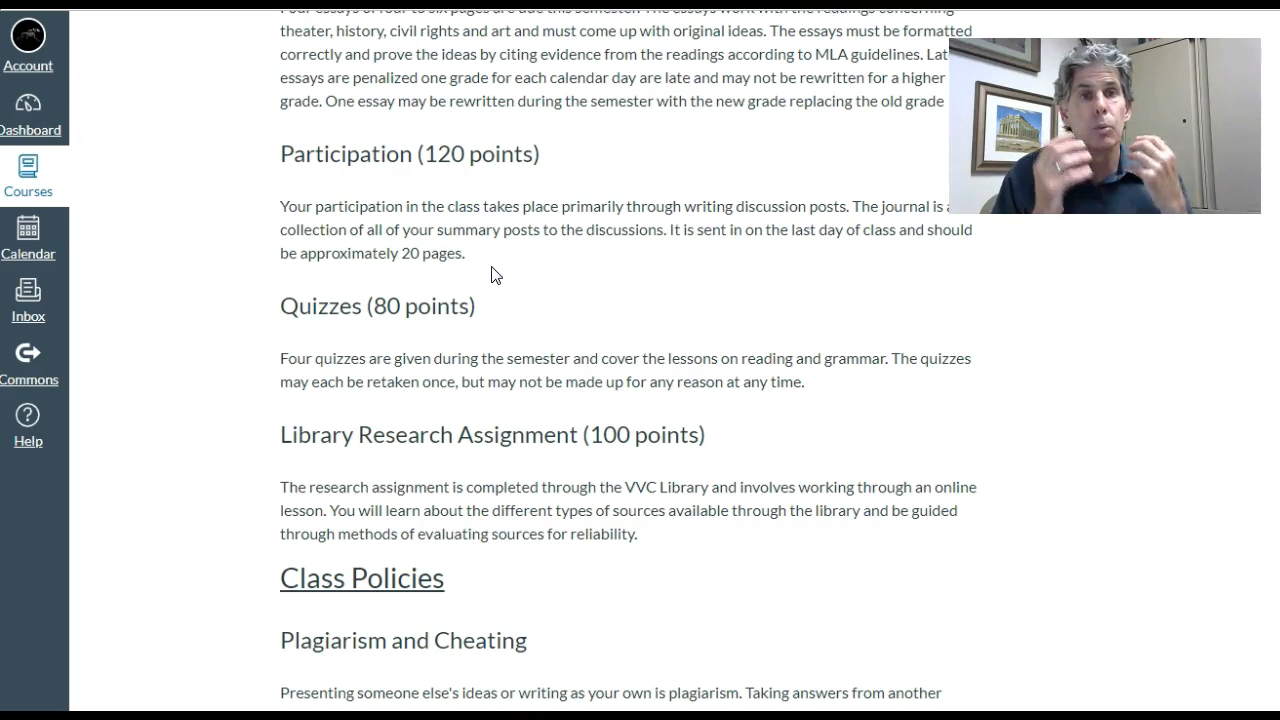 Account
Dashboard
Courses
Calendar
Inbox
Commons
Help
Four essays of four to six pages are due this semester. The essays work with the readings concerning
theater, history, civil rights and art and must come up with original ideas. The essays must be formatted
correctly and prove the ideas by citing evidence from the readings according to MLA guidelines. Lat
essays are penalized one grade for each calendar day are late and may not be rewritten for a higher
grade. One essay may be rewritten during the semester with the new grade replacing the old grade
Participation (120 points)
Your participation in the class takes place primarily through writing discussion posts. The journal is a
collection of all of your summary posts to the discussions. It is sent in on the last day of class and should
be approximately 20 pages.
Quizzes (80 points)
Four quizzes are given during the semester and cover the lessons on reading and grammar. The quizzes
may each be retaken once, but may not be made up for any reason at any time.
Library Research Assignment (100 points)
The research assignment is completed through the VVC Library and involves working through an online
lesson. You will learn about the different types of sources available through the library and be guided
through methods of evaluating sources for reliability.
Class Policies
Plagiarism and Cheating
Presenting someone else's ideas or writing as your own is plagiarism. Taking answers from another